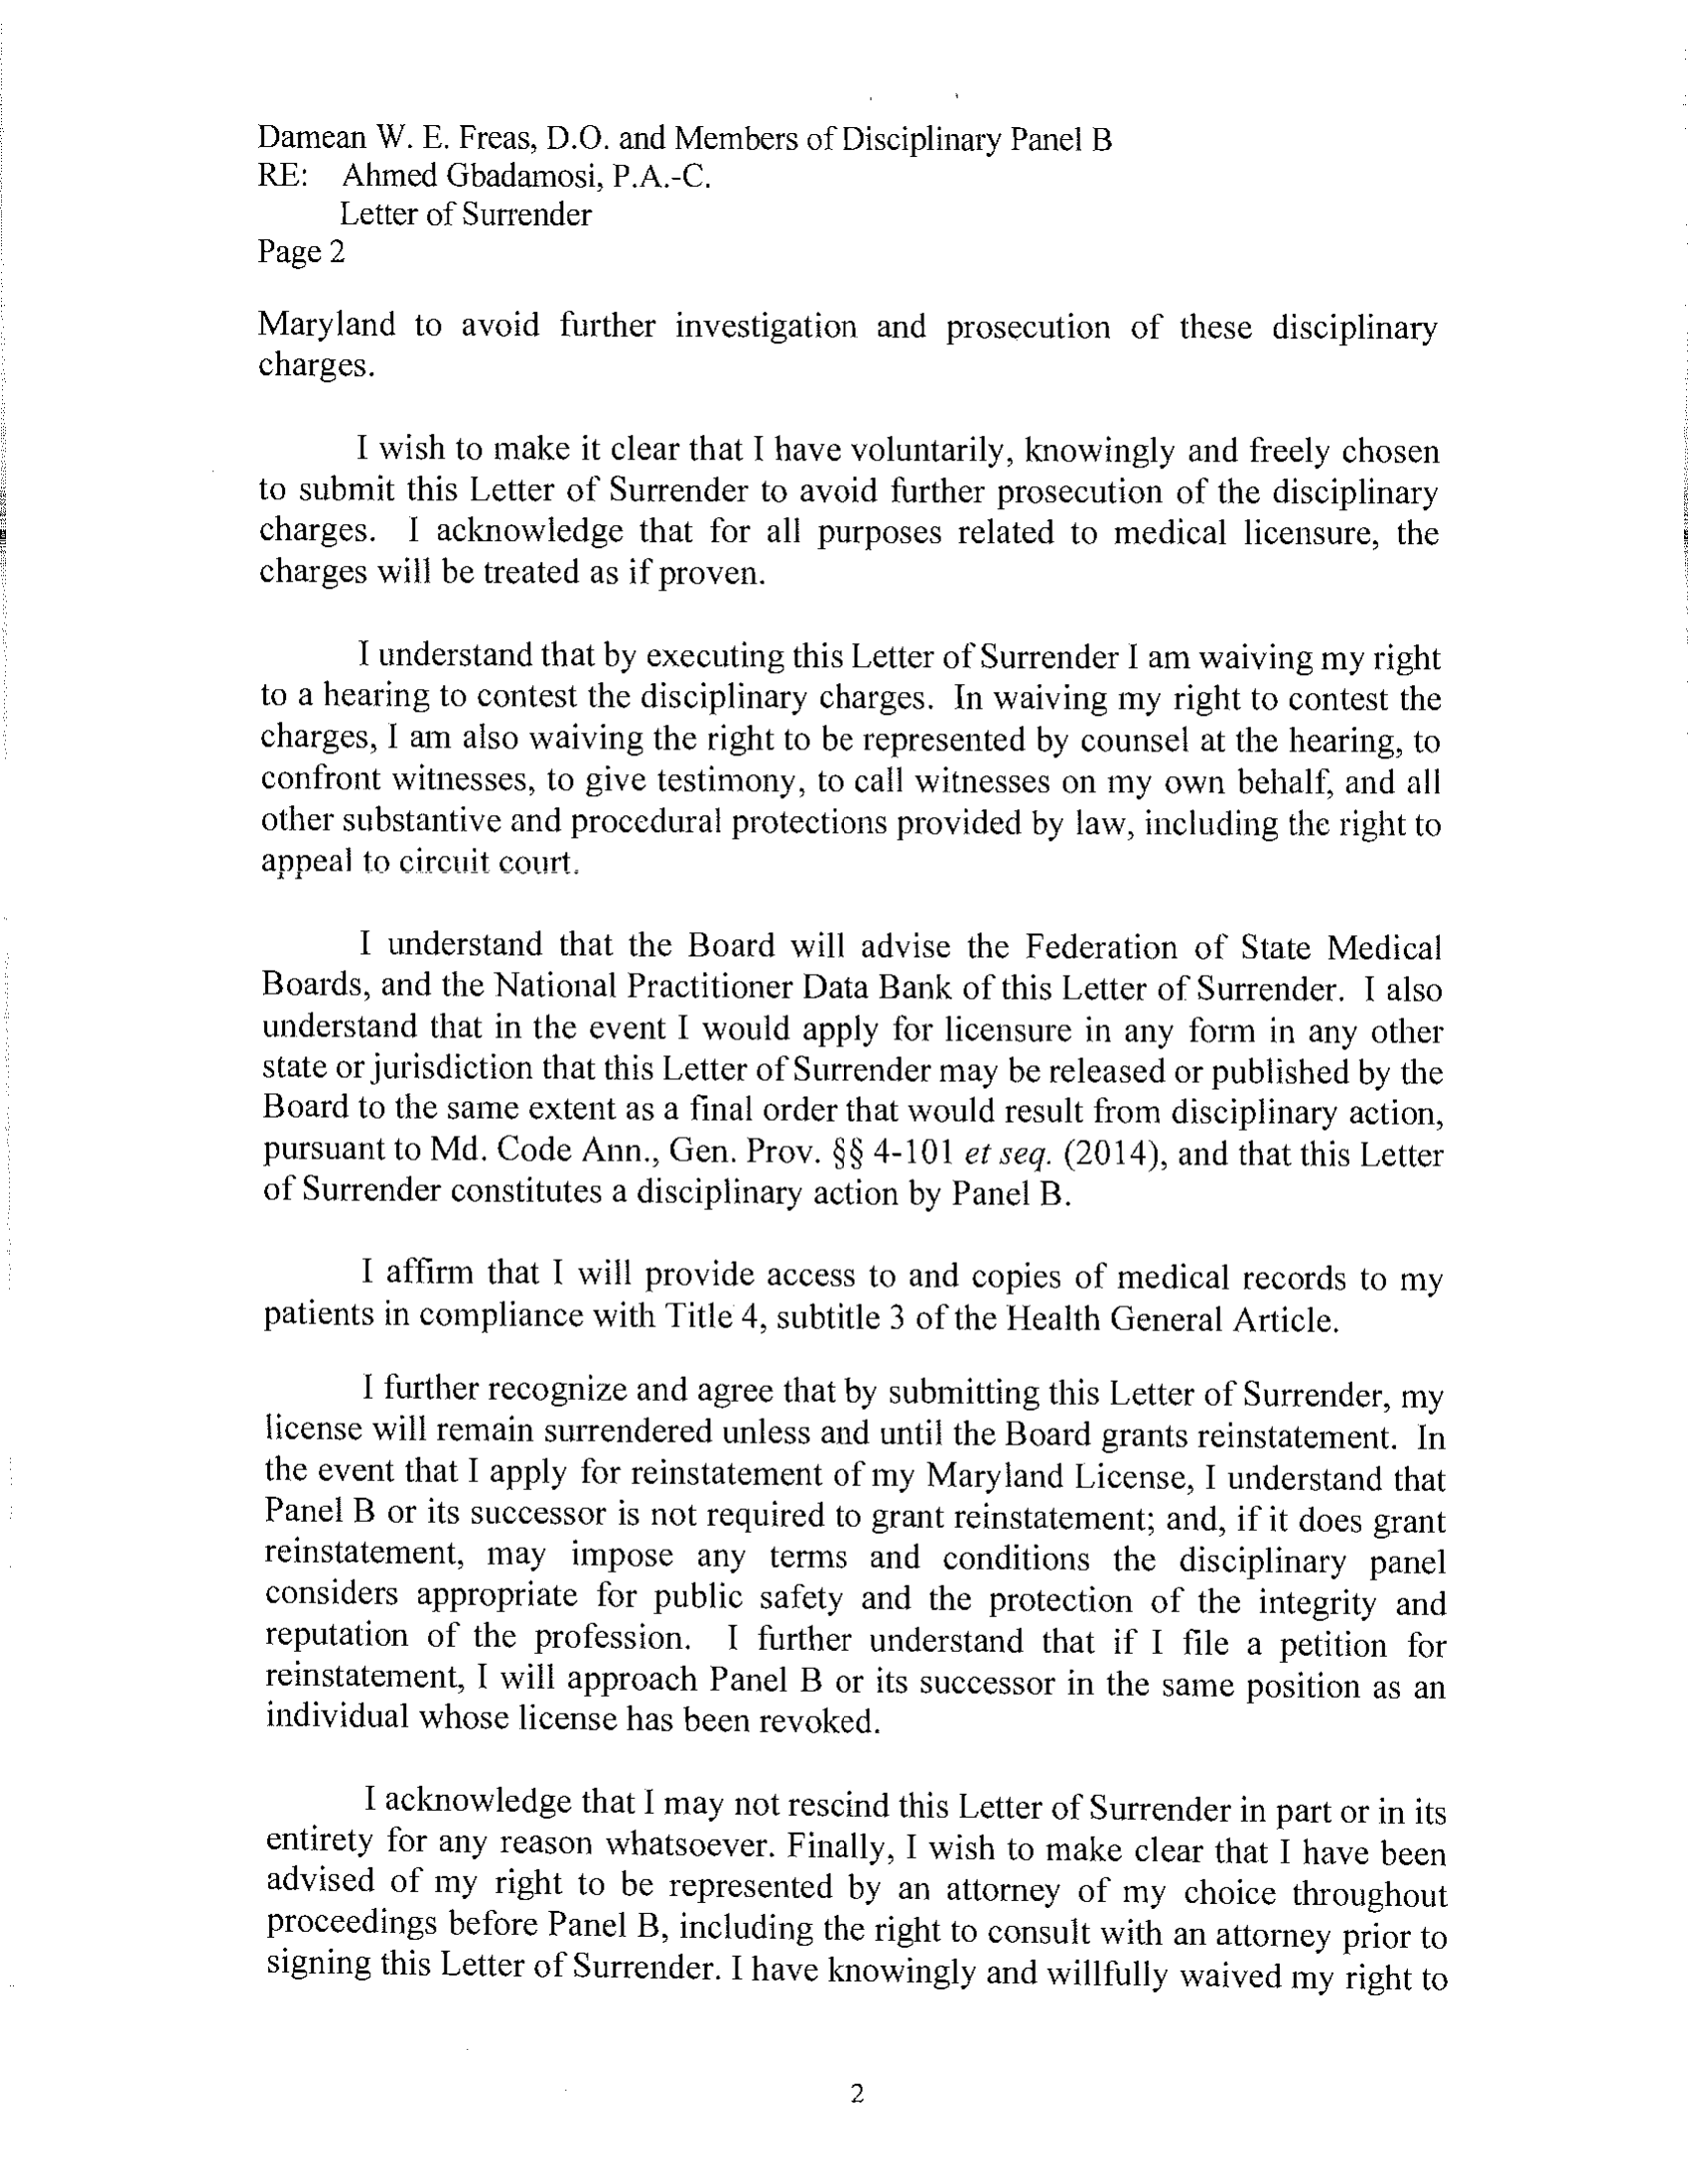 Damean W. E. Freas, D.O. and Members of Disciplinary Panel B
RE: Ahmed Gbadamosi, P.A.-C.
Letter of Surrender
Page 2
Maryland to avoid further investigation and prosecution of these disciplinary
charges.
I wish to make it clear that I have voluntarily, knowingly and freely chosen
to submit this Letter of Surrender to avoid further prosecution of the disciplinary
charges. I acknowledge that for all purposes related to medical licensure, the
charges will be treated as if proven.
I understand that by executing this Letter of Surrender I am waiving my right
to a hearing to contest the disciplinary charges. In waiving my right to contest the
charges, I am also waiving the right to be represented by counsel at the hearing, to
confront witnesses, to give testimony, to call witnesses on my own behalf, and all
other substantive and procedural protections provided by law, including the right to
appeal to circuit court.
I understand that the Board will advise the Federation of State Medical
Boards, and the National Practitioner Data Bank of this Letter of Surrender. I also
understand that in the event I would apply for licensure in any form in any other
state or jurisdiction that this Letter of Surrender may be released or published by the
Board to the same extent as a final order that would result from disciplinary action,
pursuant to Md. Code Ann., Gen. Prov. §§ 4-101 et seq. (2014), and that this Letter
of Surrender constitutes a disciplinary action by Panel B.
I affirm that I will provide access to and copies of medical records to my
patients in compliance with Title 4, subtitle 3 of the Health General Article.
I further recognize and agree that by submitting this Letter of Surrender, my
license will remain surrendered unless and until the Board grants reinstatement. In
the event that I apply for reinstatement of my Maryland License, I understand that
Panel B or its successor is not required to grant reinstatement; and, if it does grant
reinstatement, may impose any terms and conditions the disciplinary panel
considers appropriate for public safety and the protection of the integrity and
reputation of the profession. I further understand that if I file a petition for
reinstatement, I will approach Panel B or its successor in the same position as an
individual whose license has been revoked.
I acknowledge that I may not rescind this Letter of Surrender in part or in its
entirety for any reason whatsoever. Finally, I wish to make clear that I have been
advised of my right to be represented by an attorney of my choice throughout
proceedings before Panel B, including the right to consult with an attorney prior to
signing this Letter of Surrender. I have knowingly and willfully waived my right to
2